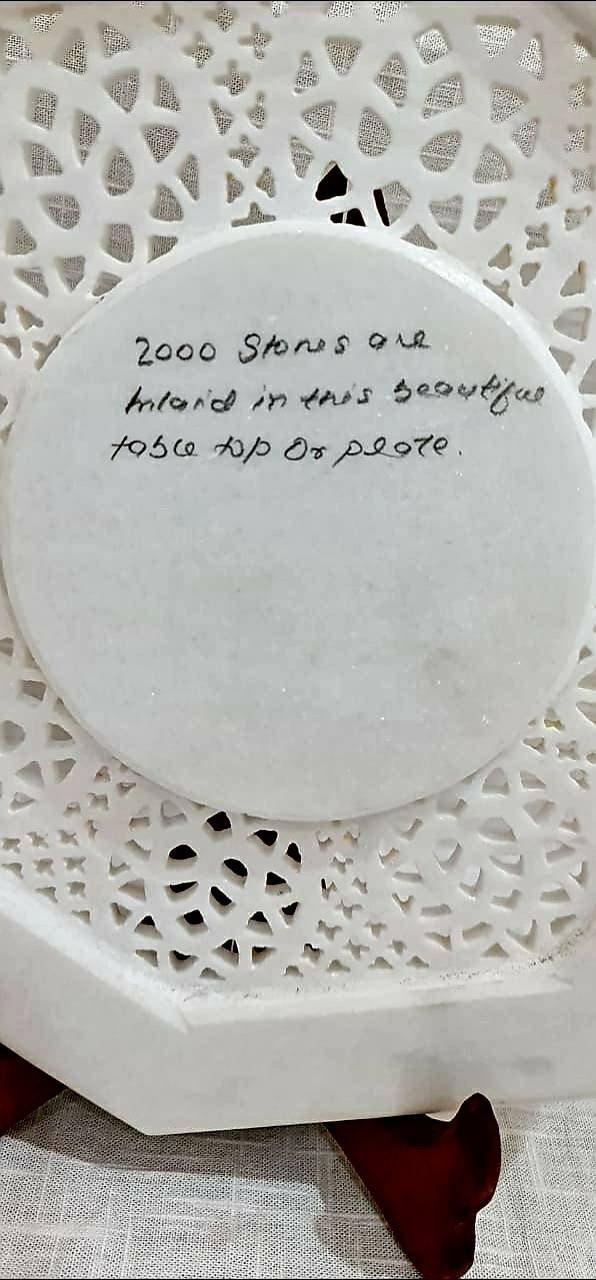 2000 Stones are
Inlaid in this beautiful
table top Or plate.